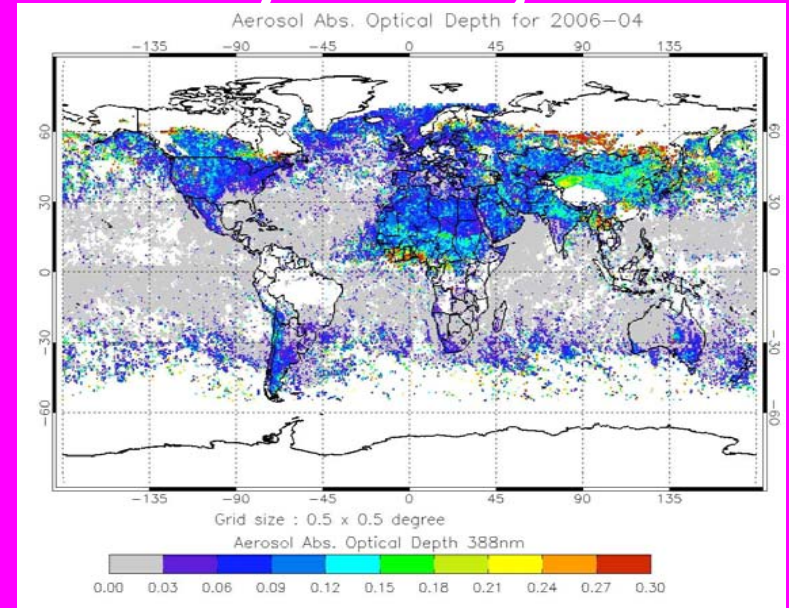 Aerosol Abs. Optical Depth for 2006-04
-135 -90 -45 0 45 90 135
60 60
30 30
0 0
-30 -30
-60 -60
-135 -90 -45 0 45 90 135
Grid size : 0.5 x 0.5 degree
Aerosol Abs. Optical Depth 388nm
0.00 0.03 0.06 0.09 0.12 0.15 0.18 0.21 0.24 0.27 0.30